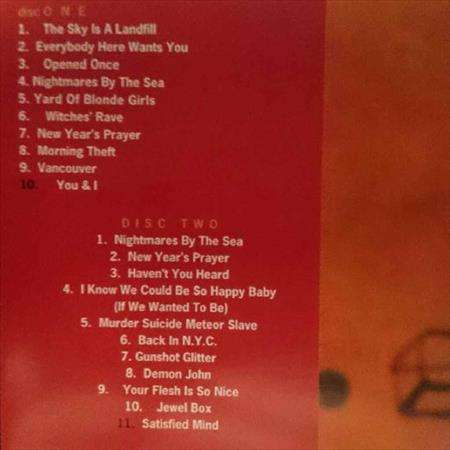 disc ONE
1. The Sky Is A Landfill
2. Everybody Here Wants You
3. Opened Once
4. Nightmares By The Sea
5. Yard Of Blonde Girls
6. Witches' Rave
7. New Year's Prayer
8. Morning Theft
9. Vancouver
10. You & I
DISC TWO
1. Nightmares By The Sea
2. New Year's Prayer
3. Haven't You Heard
4. I Know We Could Be So Happy Baby
(If We Wanted To Be)
5. Murder Suicide Meteor Slave
6. Back In N.Y.C.
7. Gunshot Glitter
8. Demon John
9. Your Flesh Is So Nice
10. Jewel Box
11. Satisfied Mind